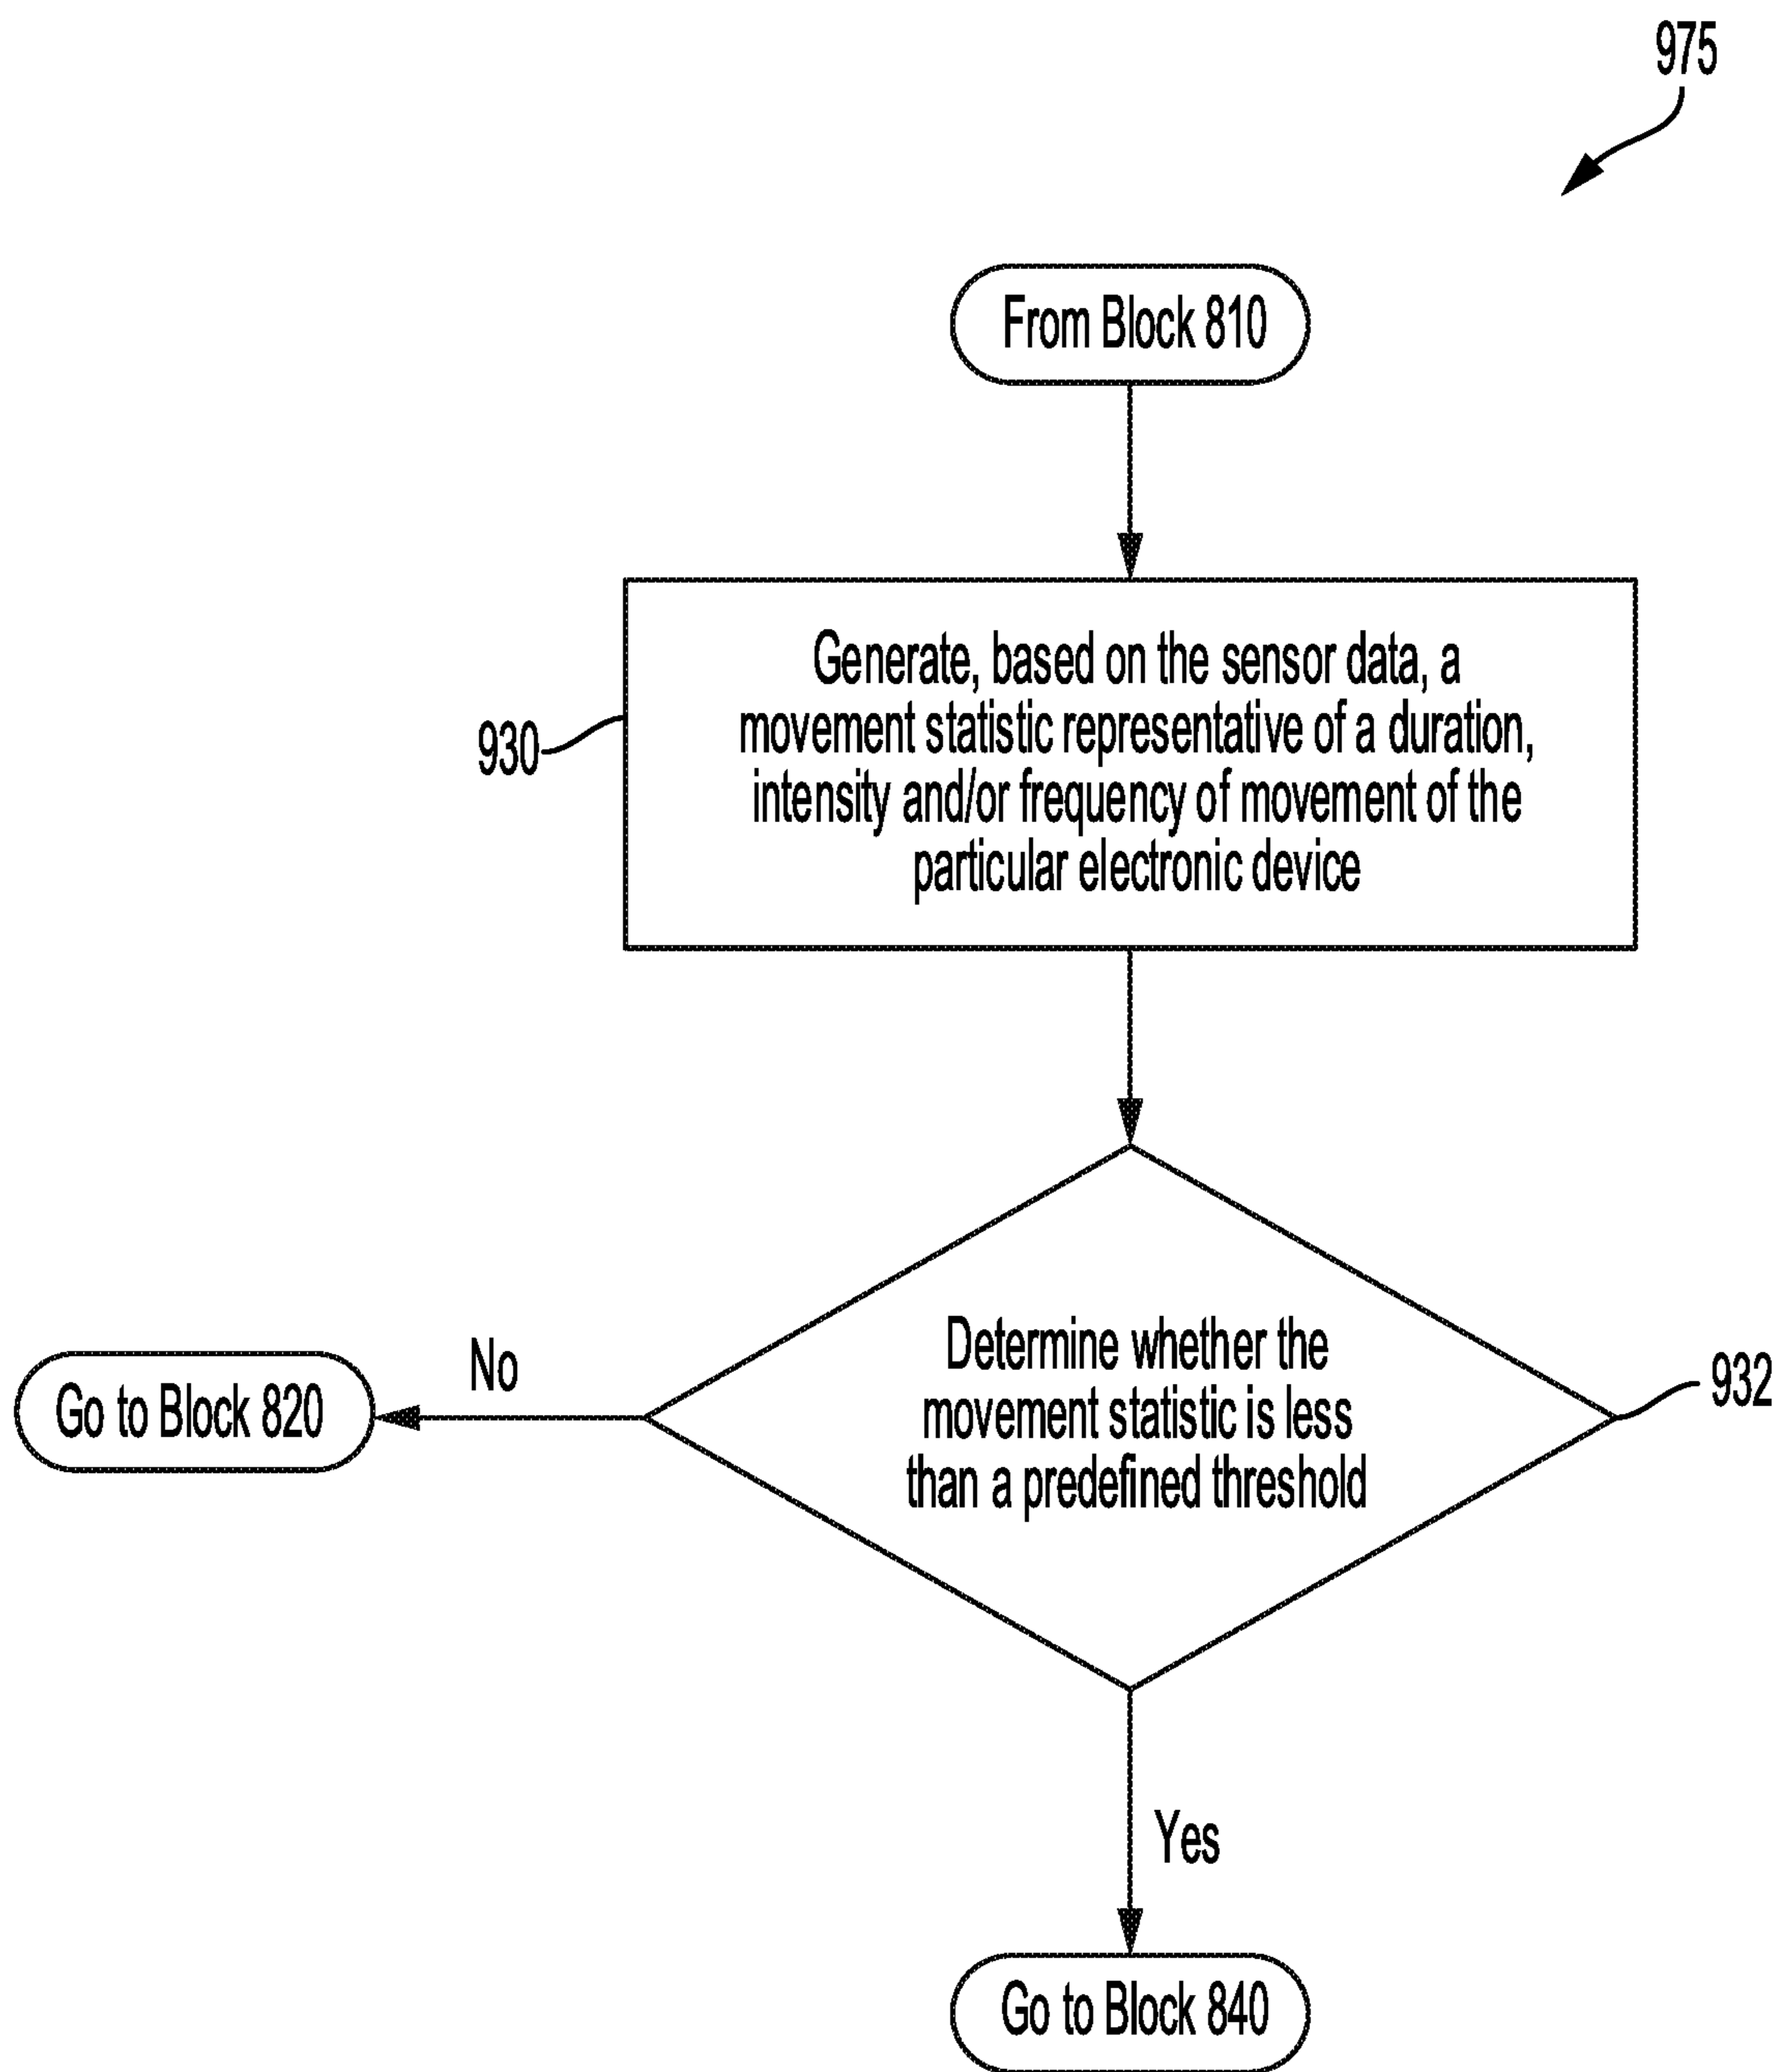 975
From Block 810
Generate, based on the sensor data, a
movement statistic representative of a duration,
intensity and/or frequency of movement of the
particular electronic device
930
Determine whether the
movement statistic is less
than a predefined threshold
932
No
Go to Block 820
Yes
Go to Block 840